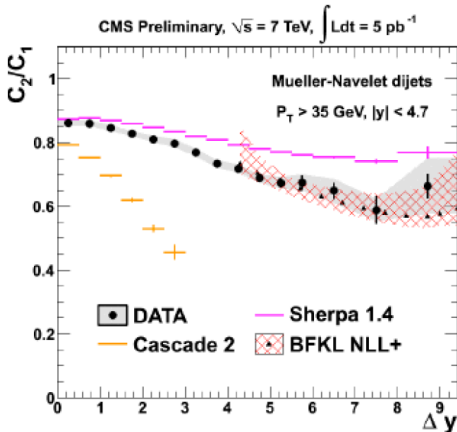 CMS Preliminary, √s = 7 TeV, ∫Ldt = 5 pb⁻¹
C₂/C₁
Mueller-Navelet dijets
P_T > 35 GeV, |y| < 4.7
1
0.8
0.6
0.4
0.2
0
DATA
Sherpa 1.4
Cascade 2
BFKL NLL+
0 1 2 3 4 5 6 7 8 9
Δ y